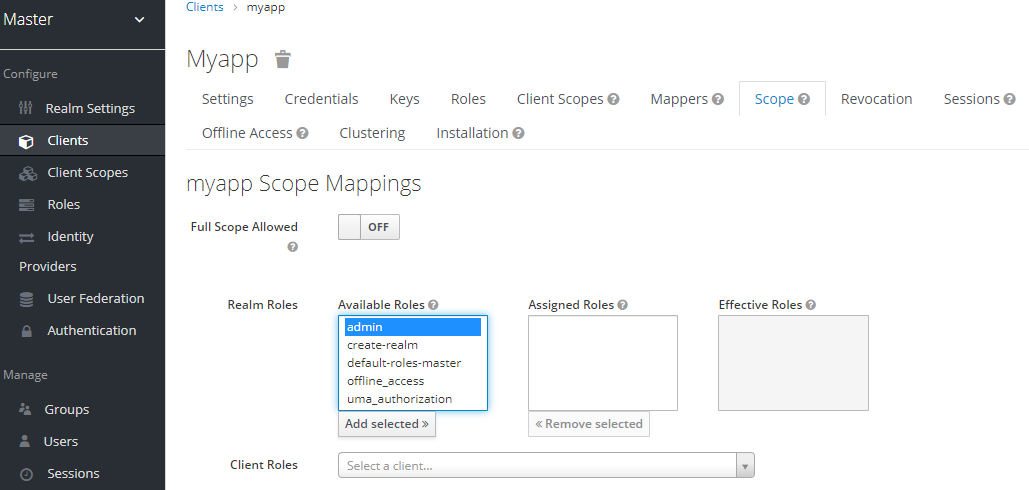 Master
Configure
Realm Settings
Clients
Client Scopes
Roles
Identity
Providers
User Federation
Authentication
Manage
Groups
Users
Sessions
Clients > myapp
Myapp
Settings Credentials Keys Roles Client Scopes ? Mappers ? Scope ? Revocation Sessions ?
Offline Access ? Clustering Installation ?
myapp Scope Mappings
Full Scope Allowed OFF
?
Realm Roles Available Roles ? Assigned Roles ? Effective Roles ?
admin
create-realm
default-roles-master
offline_access
uma_authorization
Add selected » « Remove selected
Client Roles Select a client...